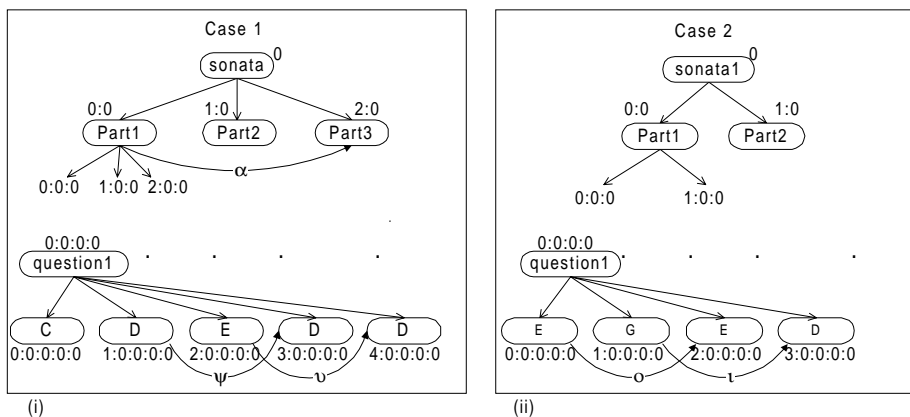 Case 1
sonata 0
0:0 1:0 2:0
Part1 Part2 Part3
α
0:0:0 1:0:0 2:0:0
0:0:0:0
question1
C D E D D
0:0:0:0:0 1:0:0:0:0 2:0:0:0:0 3:0:0:0:0 4:0:0:0:0
ψ υ
(i)
Case 2
0
sonata1
0:0 1:0
Part1 Part2
0:0:0 1:0:0
0:0:0:0
question1
E G E D
0:0:0:0:0 1:0:0:0:0 2:0:0:0:0 3:0:0:0:0
ο ι
(ii)